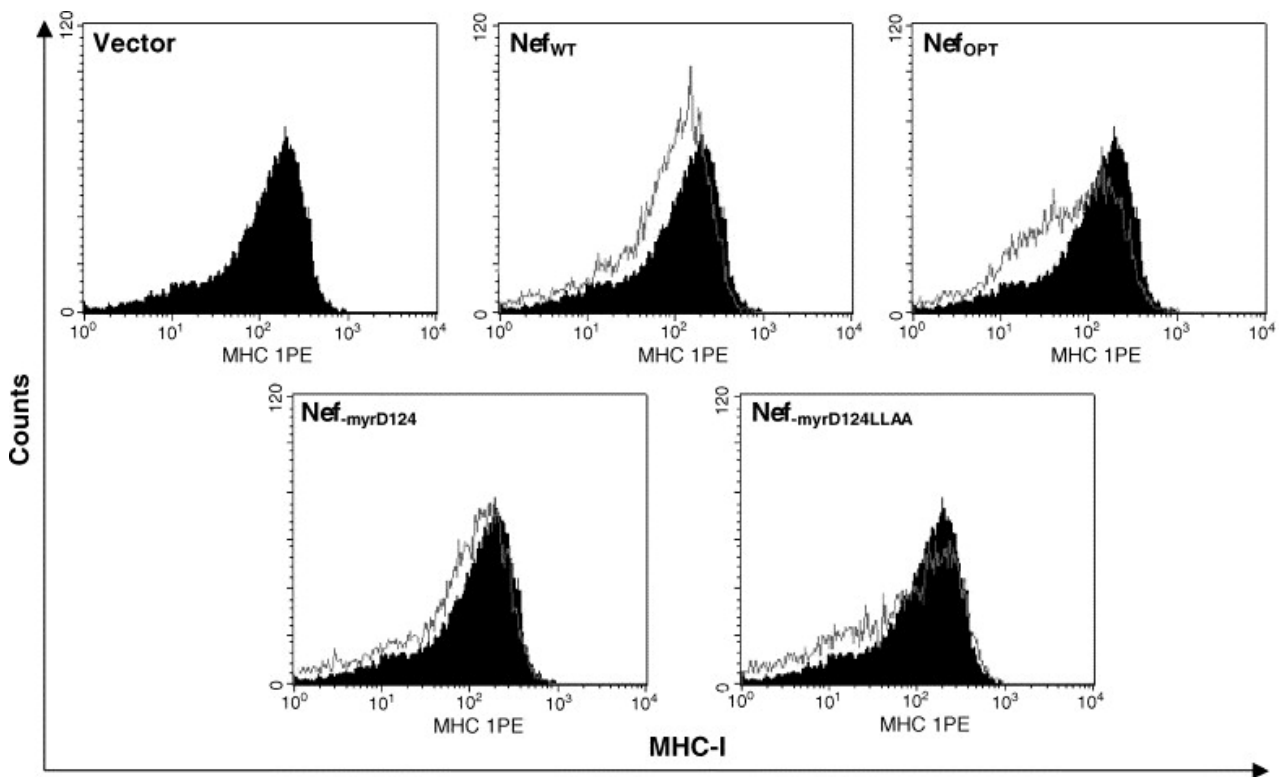 120
Vector
0
10⁰ 10¹ 10² 10³ 10⁴
MHC 1PE
120
NefWT
0
10⁰ 10¹ 10² 10³ 10⁴
MHC 1PE
120
NefOPT
0
10⁰ 10¹ 10² 10³ 10⁴
MHC 1PE
Counts
120
Nef-myrD124
0
10⁰ 10¹ 10² 10³ 10⁴
MHC 1PE
120
Nef-myrD124LLAA
0
10⁰ 10¹ 10² 10³ 10⁴
MHC 1PE
MHC-I